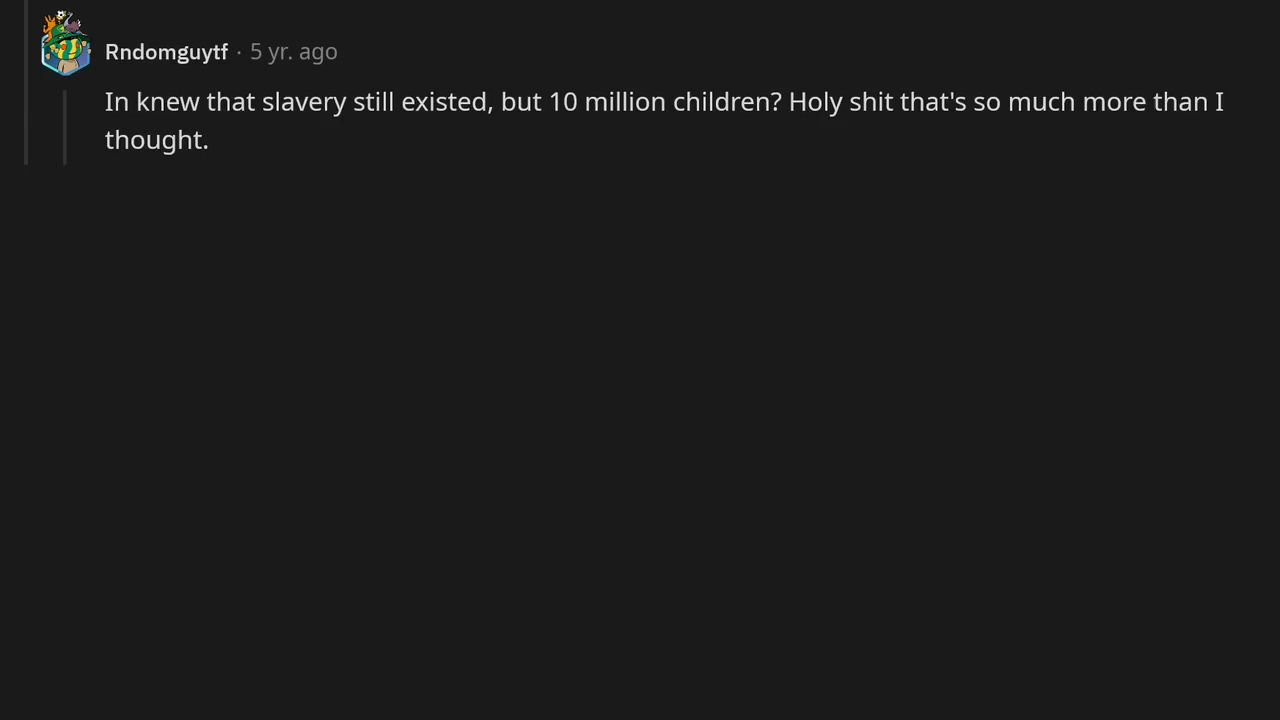 Rndomguytf · 5 yr. ago
In knew that slavery still existed, but 10 million children? Holy shit that's so much more than I
thought.